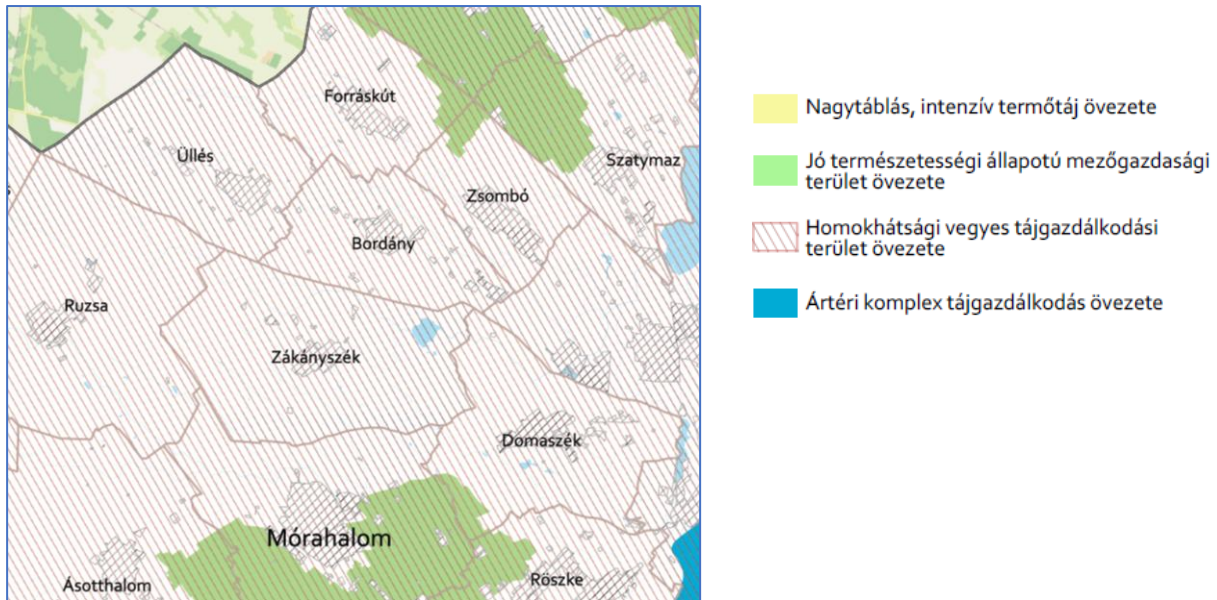 Forráskút
Üllés
Szatymaz
Zsombó
Bordány
Ruzsa
Zákányszék
Domaszék
Mórahalom
Ásotthalom
Röszke
Nagytáblás, intenzív termőtáj övezete
Jó természetességi állapotú mezőgazdasági
terület övezete
Homokhátsági vegyes tájgazdálkodási
terület övezete
Ártéri komplex tájgazdálkodás övezete